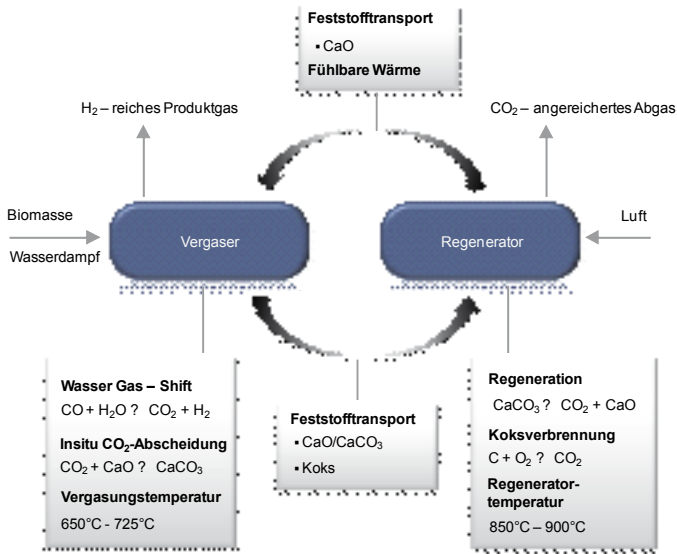 Feststofftransport
▪ CaO
Fühlbare Wärme
H₂ – reiches Produktgas
CO₂ – angereichertes Abgas
Biomasse
Wasserdampf
Vergaser
Regenerator
Luft
Wasser Gas – Shift
CO + H₂O ? CO₂ + H₂
Insitu CO₂-Abscheidung
CO₂ + CaO ? CaCO₃
Vergasungstemperatur
650°C - 725°C
Feststofftransport
▪ CaO/CaCO₃
▪ Koks
Regeneration
CaCO₃ ? CO₂ + CaO
Koksverbrennung
C + O₂ ? CO₂
Regenerator-
temperatur
850°C – 900°C